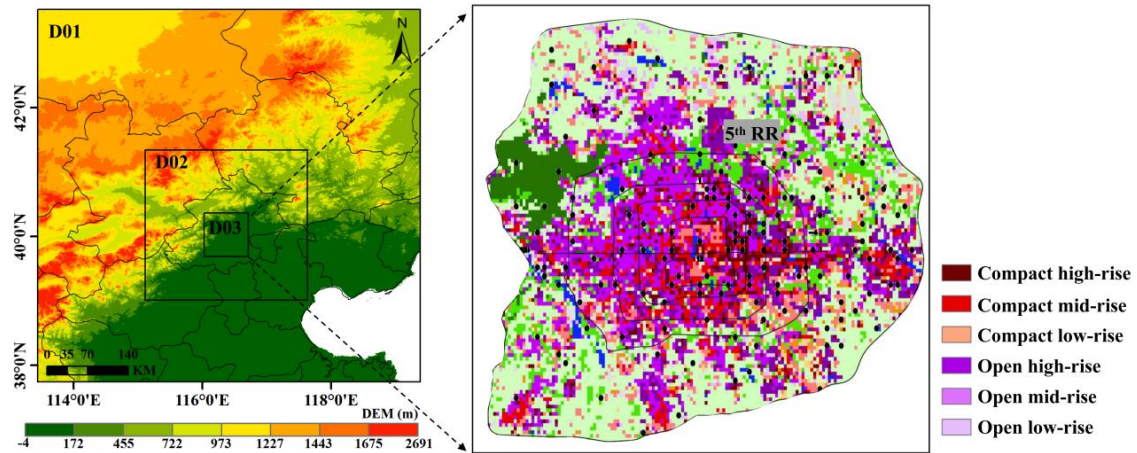 D01
N
42°0'N
D02
40°0'N
D03
38°0'N
0 35 70 140
KM
114°0'E 116°0'E 118°0'E
DEM (m)
-4 172 455 722 973 1227 1443 1675 2691
5th RR
Compact high-rise
Compact mid-rise
Compact low-rise
Open high-rise
Open mid-rise
Open low-rise